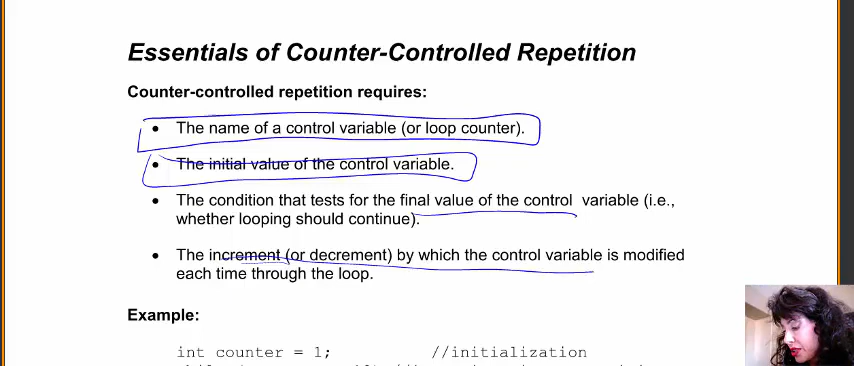 Essentials of Counter-Controlled Repetition
Counter-controlled repetition requires:
• The name of a control variable (or loop counter).
• The initial value of the control variable.
• The condition that tests for the final value of the control variable (i.e.,
whether looping should continue).
• The increment (or decrement) by which the control variable is modified
each time through the loop.
Example:
int counter = 1; //initialization